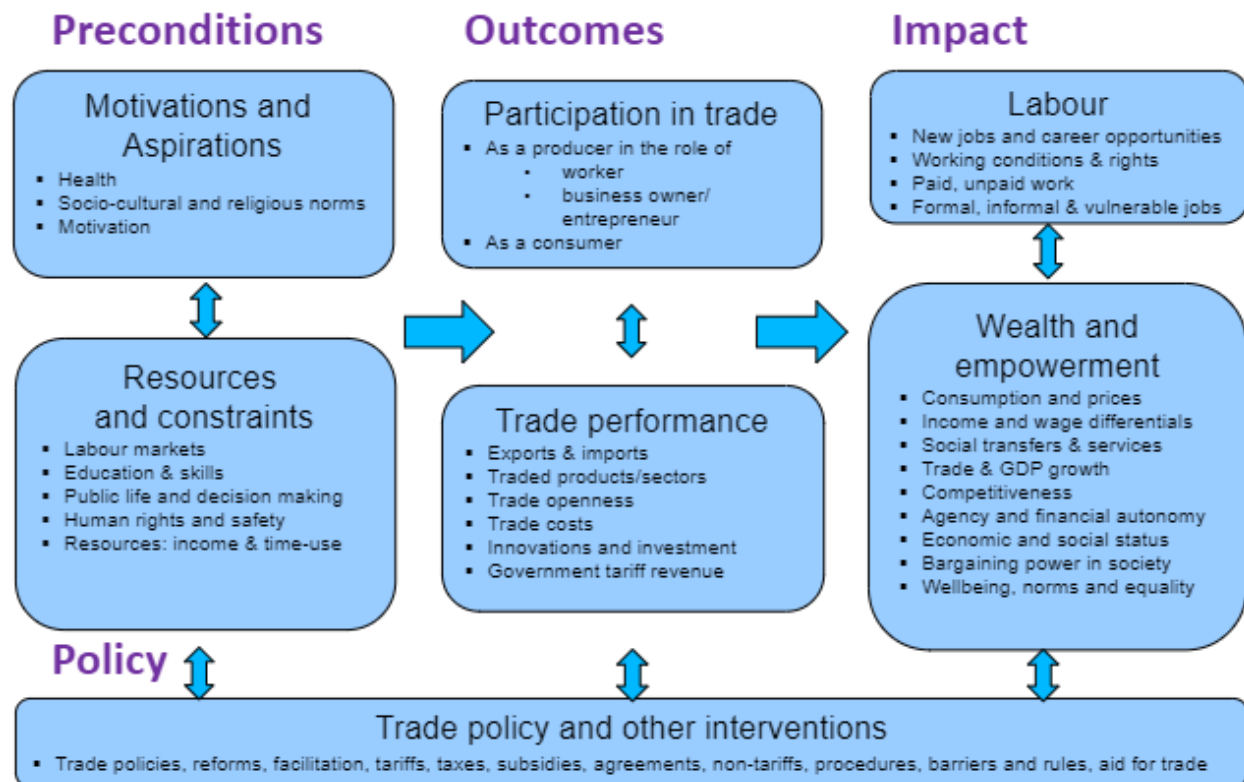 Preconditions
Motivations and
Aspirations
▪ Health
▪ Socio-cultural and religious norms
▪ Motivation
Resources
and constraints
▪ Labour markets
▪ Education & skills
▪ Public life and decision making
▪ Human rights and safety
▪ Resources: income & time-use
Outcomes
Participation in trade
▪ As a producer in the role of
▪ worker
▪ business owner/
entrepreneur
▪ As a consumer
Trade performance
▪ Exports & imports
▪ Traded products/sectors
▪ Trade openness
▪ Trade costs
▪ Innovations and investment
▪ Government tariff revenue
Impact
Labour
▪ New jobs and career opportunities
▪ Working conditions & rights
▪ Paid, unpaid work
▪ Formal, informal & vulnerable jobs
Wealth and
empowerment
▪ Consumption and prices
▪ Income and wage differentials
▪ Social transfers & services
▪ Trade & GDP growth
▪ Competitiveness
▪ Agency and financial autonomy
▪ Economic and social status
▪ Bargaining power in society
▪ Wellbeing, norms and equality
Policy
Trade policy and other interventions
▪ Trade policies, reforms, facilitation, tariffs, taxes, subsidies, agreements, non-tariffs, procedures, barriers and rules, aid for trade